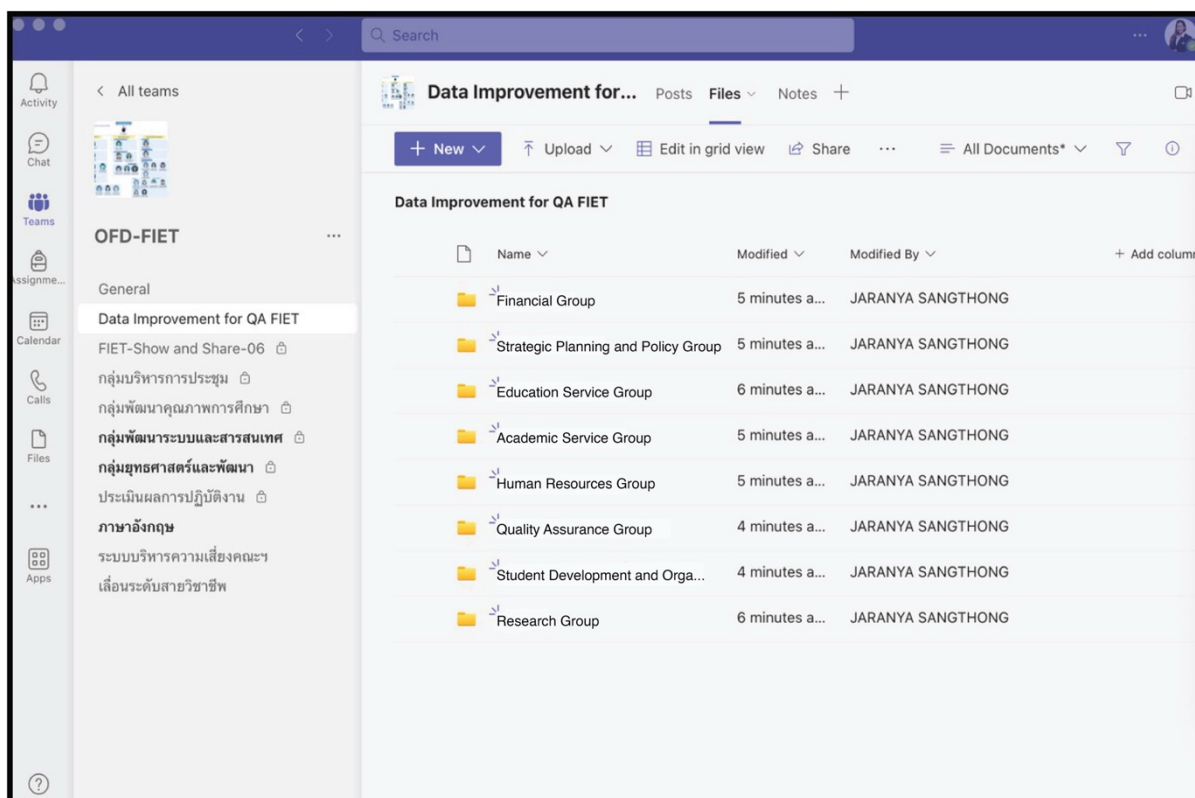 Search
Activity
Chat
Teams
Assignme...
Calendar
Calls
Files
Apps
All teams
OFD-FIET
General
Data Improvement for QA FIET
FIET-Show and Share-06
กลุ่มบริหารการประชุม
กลุ่มพัฒนาคุณภาพการศึกษา
กลุ่มพัฒนาระบบและสารสนเทศ
กลุ่มยุทธศาสตร์และพัฒนา
ประเมินผลการปฏิบัติงาน
ภาษาอังกฤษ
ระบบบริหารความเสี่ยงคณะฯ
เลื่อนระดับสายวิชาชีพ
Data Improvement for... Posts Files Notes +
+ New Upload Edit in grid view Share ... All Documents*
Data Improvement for QA FIET
Name Modified Modified By + Add column
Financial Group 5 minutes a... JARANYA SANGTHONG
Strategic Planning and Policy Group 5 minutes a... JARANYA SANGTHONG
Education Service Group 6 minutes a... JARANYA SANGTHONG
Academic Service Group 5 minutes a... JARANYA SANGTHONG
Human Resources Group 5 minutes a... JARANYA SANGTHONG
Quality Assurance Group 4 minutes a... JARANYA SANGTHONG
Student Development and Orga... 4 minutes a... JARANYA SANGTHONG
Research Group 6 minutes a... JARANYA SANGTHONG